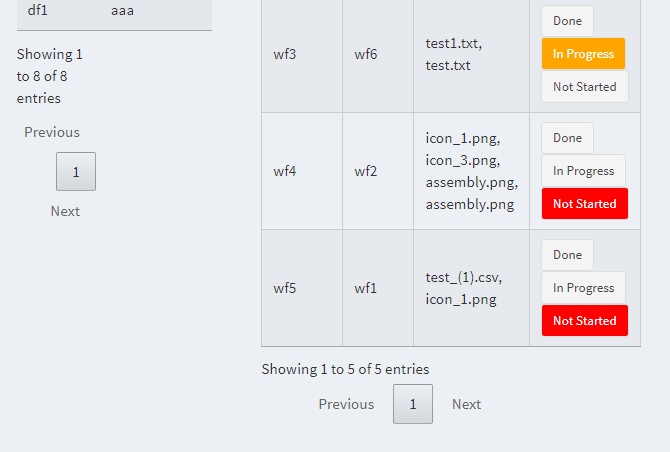 df1 aaa
Showing 1
to 8 of 8
entries
Previous
1
Next
wf3 wf6 test1.txt,
test.txt
Done
In Progress
Not Started
wf4 wf2 icon_1.png,
icon_3.png,
assembly.png,
assembly.png
Done
In Progress
Not Started
wf5 wf1 test_(1).csv,
icon_1.png
Done
In Progress
Not Started
Showing 1 to 5 of 5 entries
Previous 1 Next